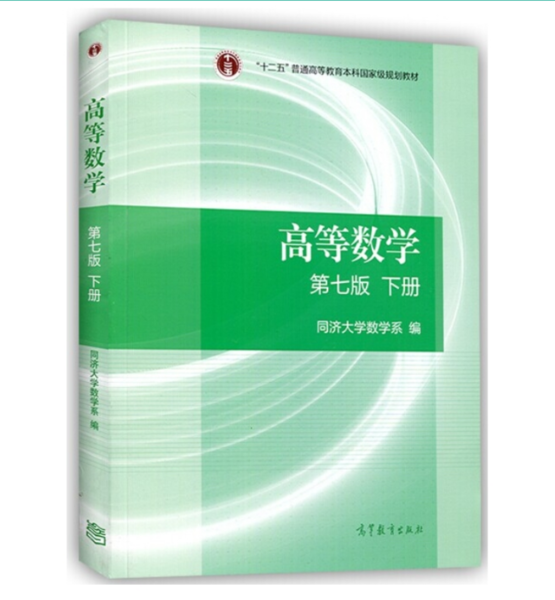 "十二五"普通高等教育本科国家级规划教材
高等数学
第七版 下册
同济大学数学系 编
高等教育出版社
高等数学
第七版 下册
同济大学数学系 编